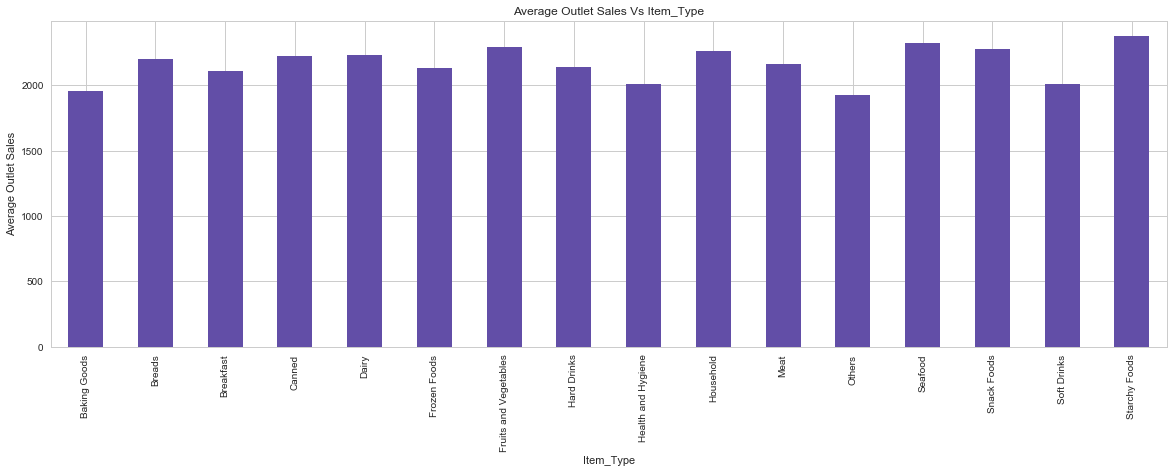 Average Outlet Sales Vs Item_Type
Average Outlet Sales
2000
1500
1000
500
0
Baking Goods
Breads
Breakfast
Canned
Dairy
Frozen Foods
Fruits and Vegetables
Hard Drinks
Health and Hygiene
Household
Meat
Others
Seafood
Snack Foods
Soft Drinks
Starchy Foods
Item_Type